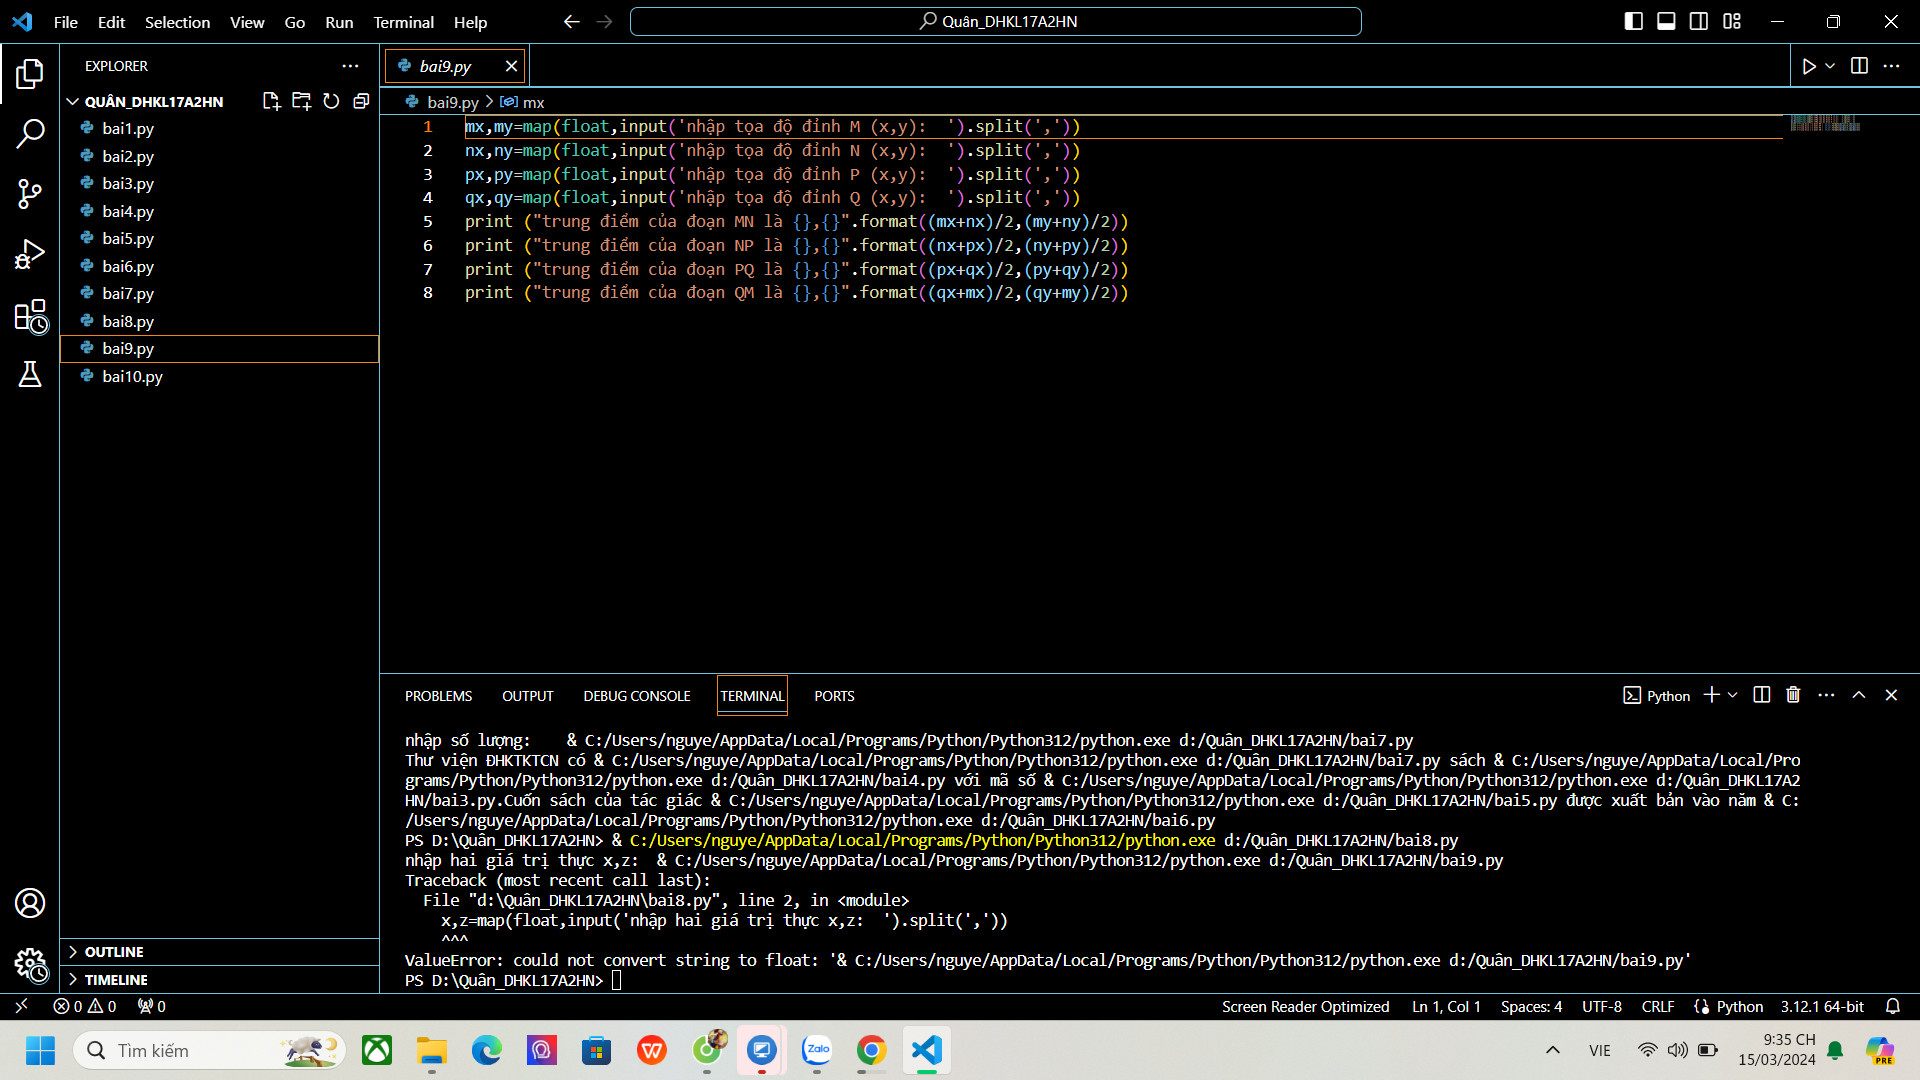 File Edit Selection View Go Run Terminal Help
Quân_DHKL17A2HN
EXPLORER
QUÂN_DHKL17A2HN
bai1.py
bai2.py
bai3.py
bai4.py
bai5.py
bai6.py
bai7.py
bai8.py
bai9.py
bai10.py
OUTLINE
TIMELINE
bai9.py
bai9.py > mx
1 mx,my=map(float,input('nhập tọa độ đỉnh M (x,y):  ').split(','))
2 nx,ny=map(float,input('nhập tọa độ đỉnh N (x,y):  ').split(','))
3 px,py=map(float,input('nhập tọa độ đỉnh P (x,y):  ').split(','))
4 qx,qy=map(float,input('nhập tọa độ đỉnh Q (x,y):  ').split(','))
5 print ("trung điểm của đoạn MN là {},{}".format((mx+nx)/2,(my+ny)/2))
6 print ("trung điểm của đoạn NP là {},{}".format((nx+px)/2,(ny+py)/2))
7 print ("trung điểm của đoạn PQ là {},{}".format((px+qx)/2,(py+qy)/2))
8 print ("trung điểm của đoạn QM là {},{}".format((qx+mx)/2,(qy+my)/2))
PROBLEMS OUTPUT DEBUG CONSOLE TERMINAL PORTS
Python
nhập số lượng:    & C:/Users/nguye/AppData/Local/Programs/Python/Python312/python.exe d:/Quân_DHKL17A2HN/bai7.py
Thư viện ĐHKTKTCN có & C:/Users/nguye/AppData/Local/Programs/Python/Python312/python.exe d:/Quân_DHKL17A2HN/bai7.py sách & C:/Users/nguye/AppData/Local/Pro
grams/Python/Python312/python.exe d:/Quân_DHKL17A2HN/bai4.py với mã số & C:/Users/nguye/AppData/Local/Programs/Python/Python312/python.exe d:/Quân_DHKL17A2
HN/bai3.py.Cuốn sách của tác giác & C:/Users/nguye/AppData/Local/Programs/Python/Python312/python.exe d:/Quân_DHKL17A2HN/bai5.py được xuất bản vào năm & C:
/Users/nguye/AppData/Local/Programs/Python/Python312/python.exe d:/Quân_DHKL17A2HN/bai6.py
PS D:\Quân_DHKL17A2HN> & C:/Users/nguye/AppData/Local/Programs/Python/Python312/python.exe d:/Quân_DHKL17A2HN/bai8.py
nhập hai giá trị thực x,z:  & C:/Users/nguye/AppData/Local/Programs/Python/Python312/python.exe d:/Quân_DHKL17A2HN/bai9.py
Traceback (most recent call last):
  File "d:\Quân_DHKL17A2HN\bai8.py", line 2, in <module>
    x,z=map(float,input('nhập hai giá trị thực x,z:  ').split(','))
    ^^^
ValueError: could not convert string to float: '& C:/Users/nguye/AppData/Local/Programs/Python/Python312/python.exe d:/Quân_DHKL17A2HN/bai9.py'
PS D:\Quân_DHKL17A2HN>
0 0 0
Screen Reader Optimized Ln 1, Col 1 Spaces: 4 UTF-8 CRLF Python 3.12.1 64-bit
Tìm kiếm
Zalo
VIE
9:35 CH
15/03/2024
PRE